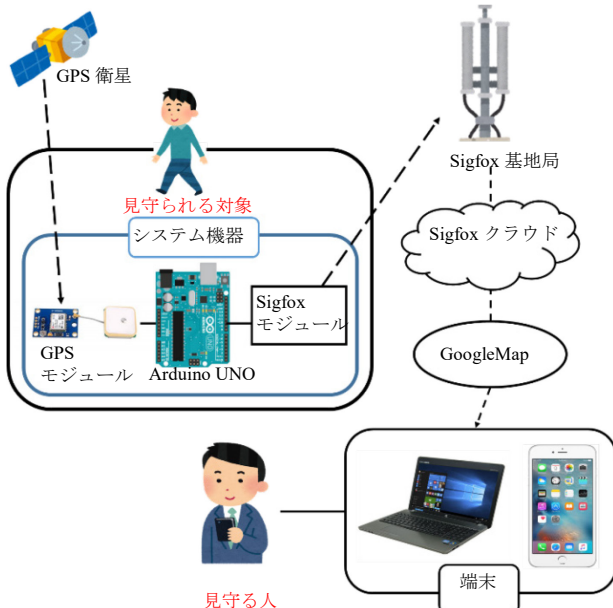 GPS 衛星
Sigfox 基地局
見守られる対象
システム機器
Sigfox クラウド
Sigfox
モジュール
GPS
モジュール
Arduino UNO
GoogleMap
端末
見守る人